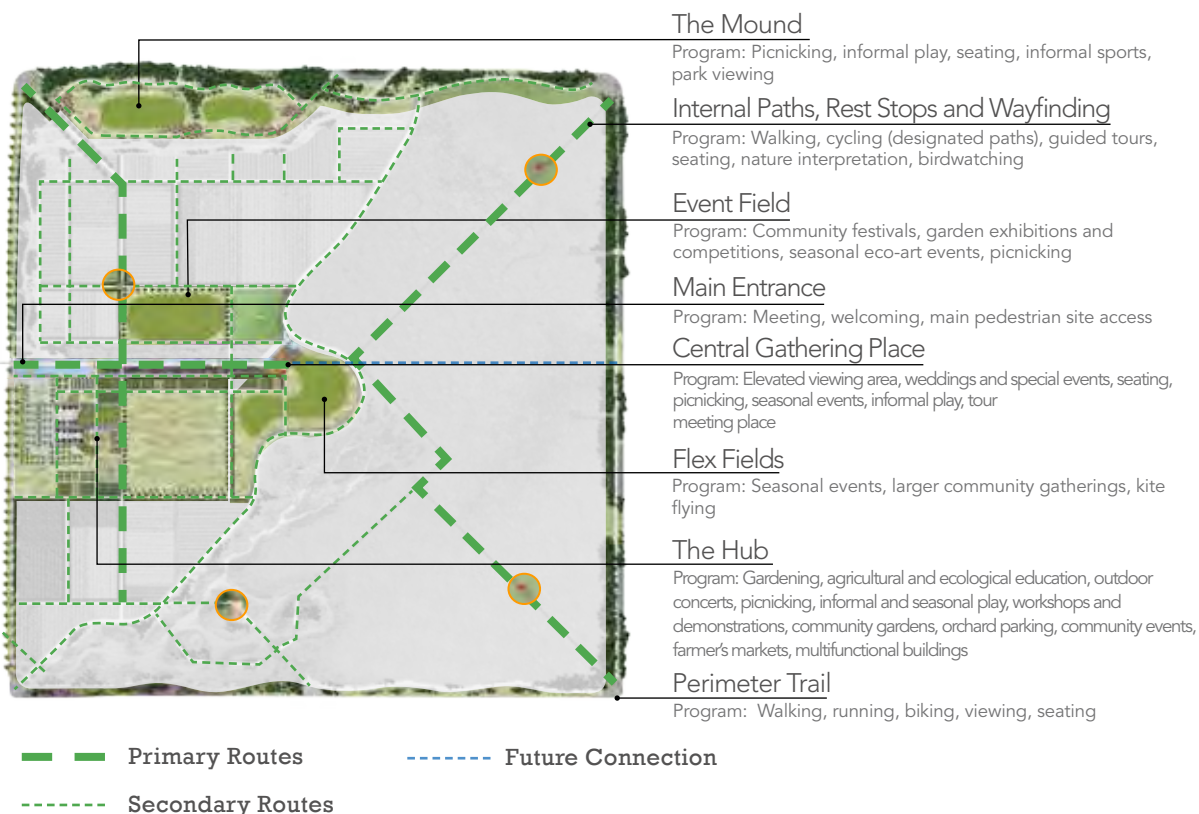 The Mound
Program: Picnicking, informal play, seating, informal sports,
park viewing
Internal Paths, Rest Stops and Wayfinding
Program: Walking, cycling (designated paths), guided tours,
seating, nature interpretation, birdwatching
Event Field
Program: Community festivals, garden exhibitions and
competitions, seasonal eco-art events, picnicking
Main Entrance
Program: Meeting, welcoming, main pedestrian site access
Central Gathering Place
Program: Elevated viewing area, weddings and special events, seating,
picnicking, seasonal events, informal play, tour
meeting place
Flex Fields
Program: Seasonal events, larger community gatherings, kite
flying
The Hub
Program: Gardening, agricultural and ecological education, outdoor
concerts, picnicking, informal and seasonal play, workshops and
demonstrations, community gardens, orchard parking, community events,
farmer's markets, multifunctional buildings
Perimeter Trail
Program: Walking, running, biking, viewing, seating
Primary Routes
Future Connection
Secondary Routes